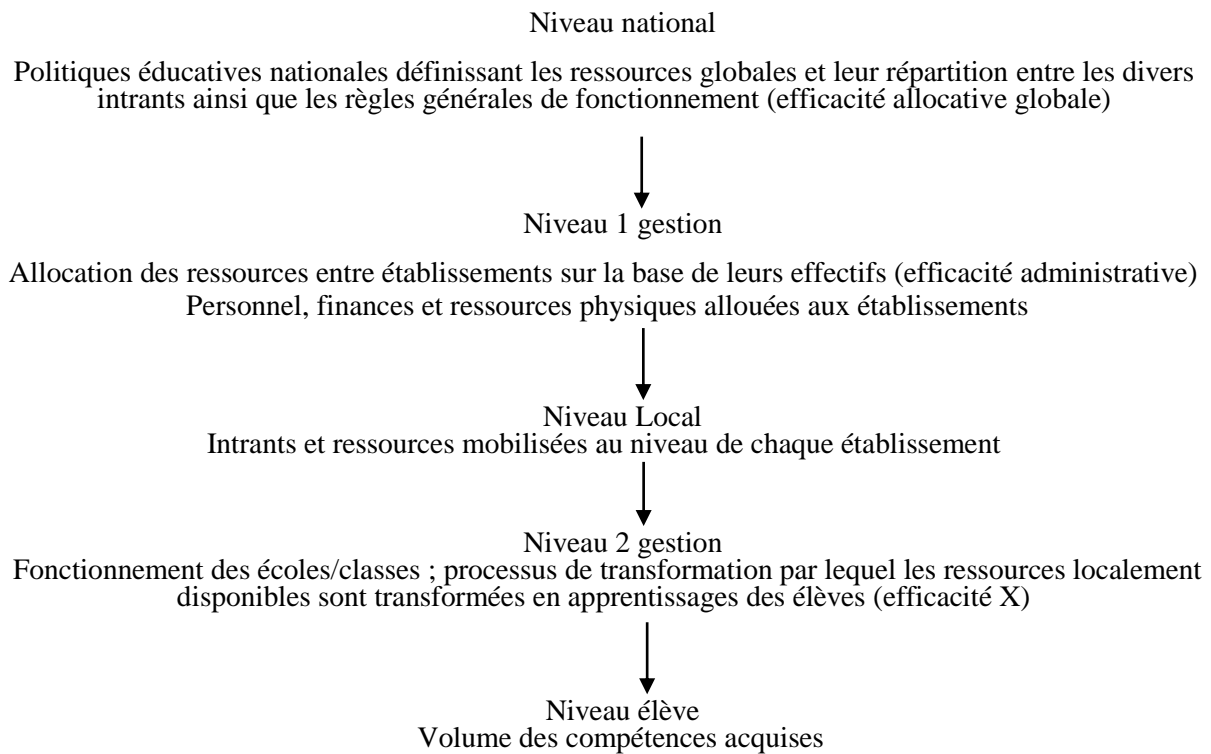 Niveau national
Politiques éducatives nationales définissant les ressources globales et leur répartition entre les divers
intrants ainsi que les règles générales de fonctionnement (efficacité allocative globale)
Niveau 1 gestion
Allocation des ressources entre établissements sur la base de leurs effectifs (efficacité administrative)
Personnel, finances et ressources physiques allouées aux établissements
Niveau Local
Intrants et ressources mobilisées au niveau de chaque établissement
Niveau 2 gestion
Fonctionnement des écoles/classes ; processus de transformation par lequel les ressources localement
disponibles sont transformées en apprentissages des élèves (efficacité X)
Niveau élève
Volume des compétences acquises